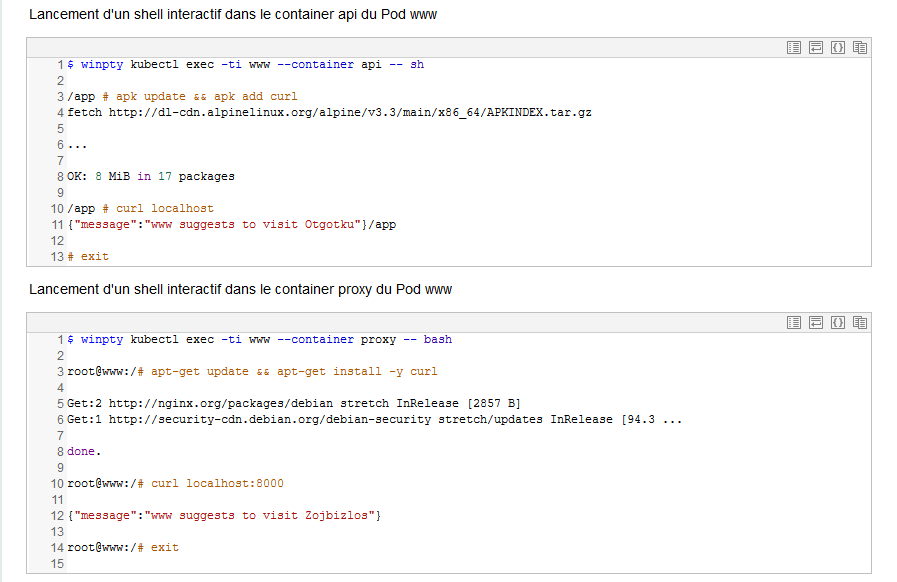 Lancement d'un shell interactif dans le container api du Pod www
1 $ winpty kubectl exec -ti www --container api -- sh
2
3 /app # apk update && apk add curl
4 fetch http://dl-cdn.alpinelinux.org/alpine/v3.3/main/x86_64/APKINDEX.tar.gz
5
6 ...
7
8 OK: 8 MiB in 17 packages
9
10 /app # curl localhost
11 {"message":"www suggests to visit Otgotku"}/app
12
13 # exit
Lancement d'un shell interactif dans le container proxy du Pod www
1 $ winpty kubectl exec -ti www --container proxy -- bash
2
3 root@www:/# apt-get update && apt-get install -y curl
4
5 Get:2 http://nginx.org/packages/debian stretch InRelease [2857 B]
6 Get:1 http://security-cdn.debian.org/debian-security stretch/updates InRelease [94.3 ...
7
8 done.
9
10 root@www:/# curl localhost:8000
11
12 {"message":"www suggests to visit Zojbizlos"}
13
14 root@www:/# exit
15